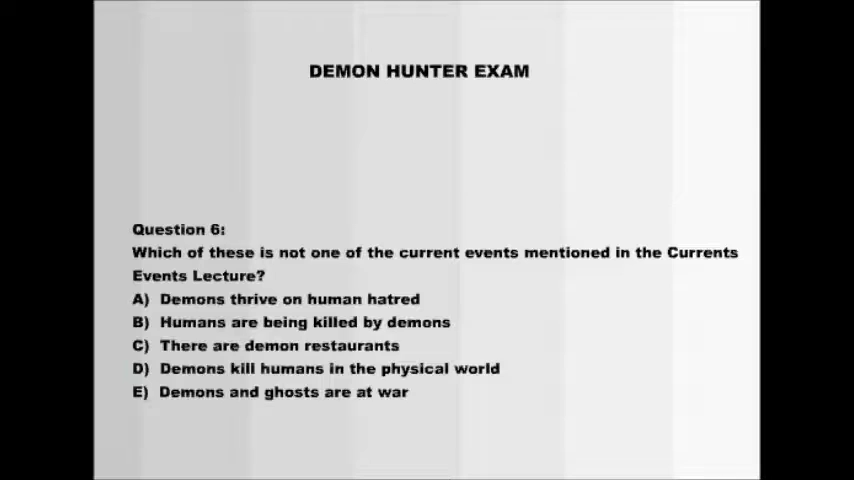 DEMON HUNTER EXAM
Question 6:
Which of these is not one of the current events mentioned in the Currents
Events Lecture?
A) Demons thrive on human hatred
B) Humans are being killed by demons
C) There are demon restaurants
D) Demons kill humans in the physical world
E) Demons and ghosts are at war